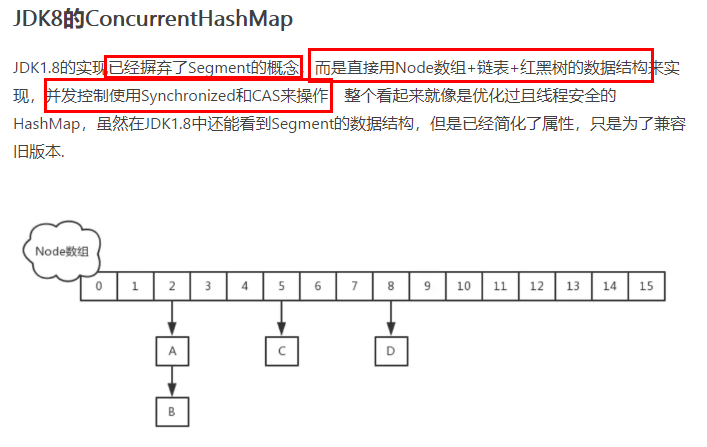 JDK8的ConcurrentHashMap
JDK1.8的实现已经摒弃了Segment的概念，而是直接用Node数组+链表+红黑树的数据结构来实
现，并发控制使用Synchronized和CAS来操作，整个看起来就像是优化过且线程安全的
HashMap，虽然在JDK1.8中还能看到Segment的数据结构，但是已经简化了属性，只是为了兼容
旧版本.
Node数组
0 1 2 3 4 5 6 7 8 9 10 11 12 13 14 15
A C D
B